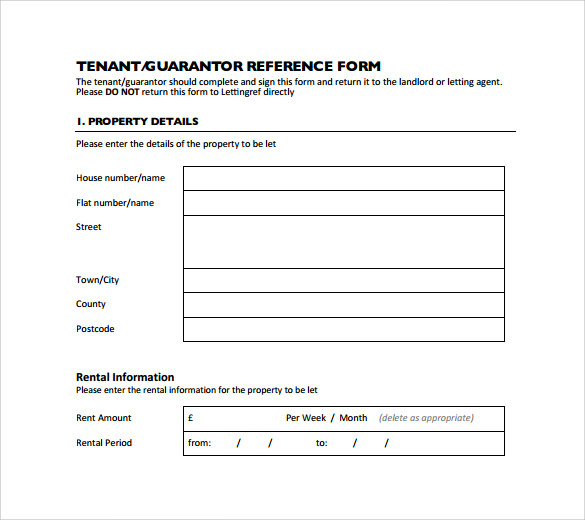 TENANT/GUARANTOR REFERENCE FORM
The tenant/guarantor should complete and sign this form and return it to the landlord or letting agent.
Please DO NOT return this form to Lettingref directly
1. PROPERTY DETAILS
Please enter the details of the property to be let
House number/name
Flat number/name
Street
Town/City
County
Postcode
Rental Information
Please enter the rental information for the property to be let
Rent Amount £ Per Week / Month (delete as appropriate)
Rental Period from: / / to: / /